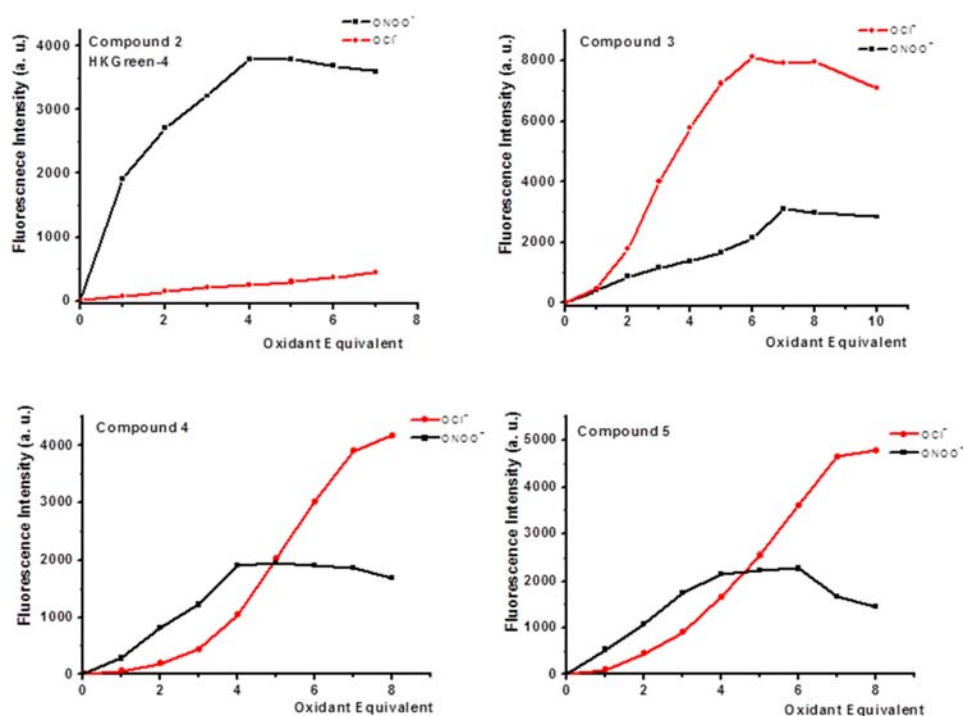 ONOO⁻
OCl⁻
Compound 2
HKGreen-4
Fluorescnece Intensity (a. u.)
4000
3000
2000
1000
0
0 2 4 6 8
Oxidant Equivalent
OCl⁻
ONOO⁻
Compound 3
Fluorescence Intensity (a. u.)
8000
6000
4000
2000
0
0 2 4 6 8 10
Oxidant Equivalent
OCl⁻
ONOO⁻
Compound 4
Fluorescence Intensity (a. u.)
4000
3000
2000
1000
0
0 2 4 6 8
Oxidant Equivalent
OCl⁻
ONOO⁻
Compound 5
Fluorescence Intensity (a. u.)
5000
4000
3000
2000
1000
0
0 2 4 6 8
Oxidant Equivalent